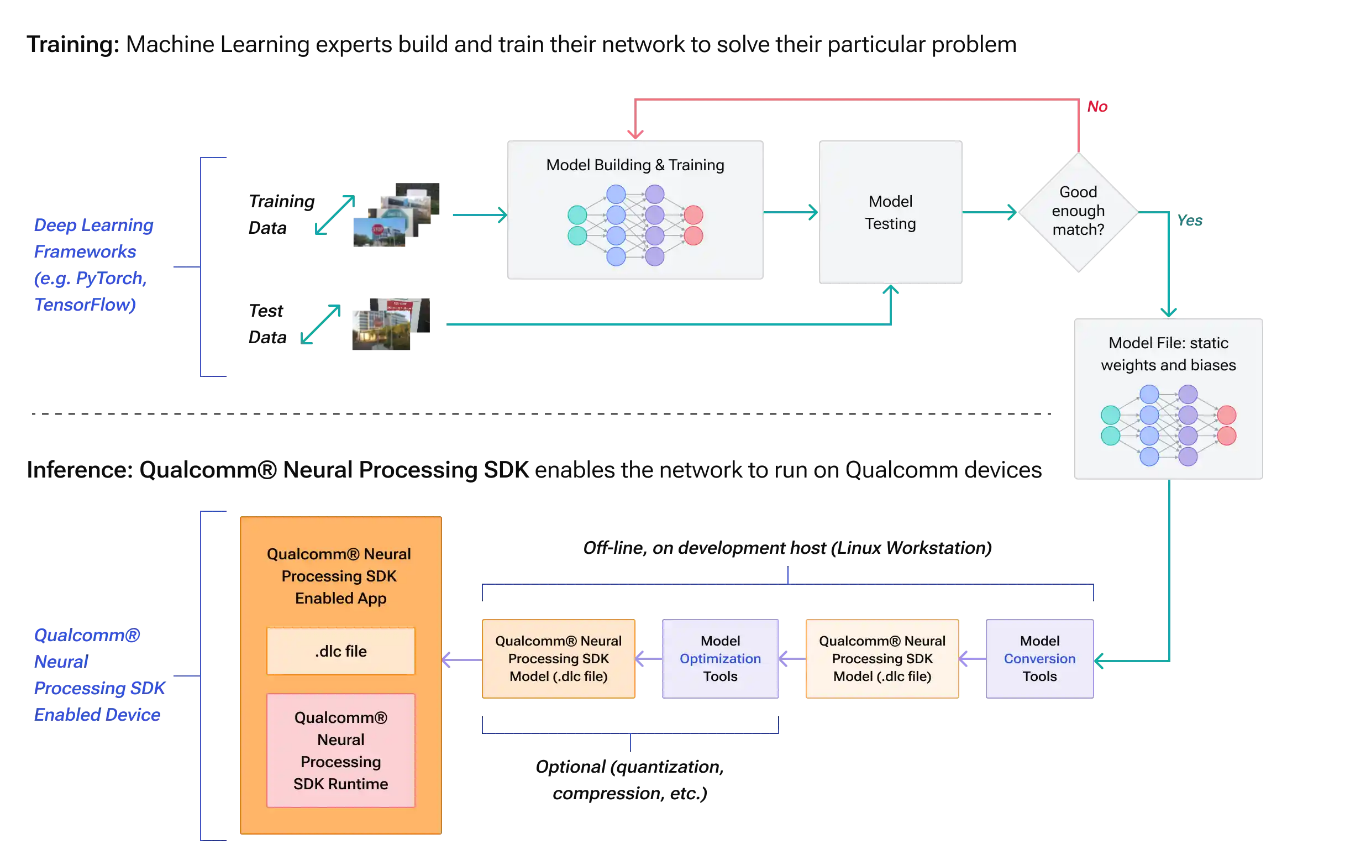 Training: Machine Learning experts build and train their network to solve their particular problem
No
Model Building & Training
Training
Data
Model
Testing
Good
enough
match?
Yes
Deep Learning
Frameworks
(e.g. PyTorch,
TensorFlow)
Test
Data
Model File: static
weights and biases
Inference: Qualcomm® Neural Processing SDK enables the network to run on Qualcomm devices
Off-line, on development host (Linux Workstation)
Qualcomm® Neural
Processing SDK
Enabled App
.dlc file
Qualcomm®
Neural
Processing
SDK Runtime
Qualcomm®
Neural
Processing SDK
Enabled Device
Qualcomm® Neural
Processing SDK
Model (.dlc file)
Model
Optimization
Tools
Qualcomm® Neural
Processing SDK
Model (.dlc file)
Model
Conversion
Tools
Optional (quantization,
compression, etc.)